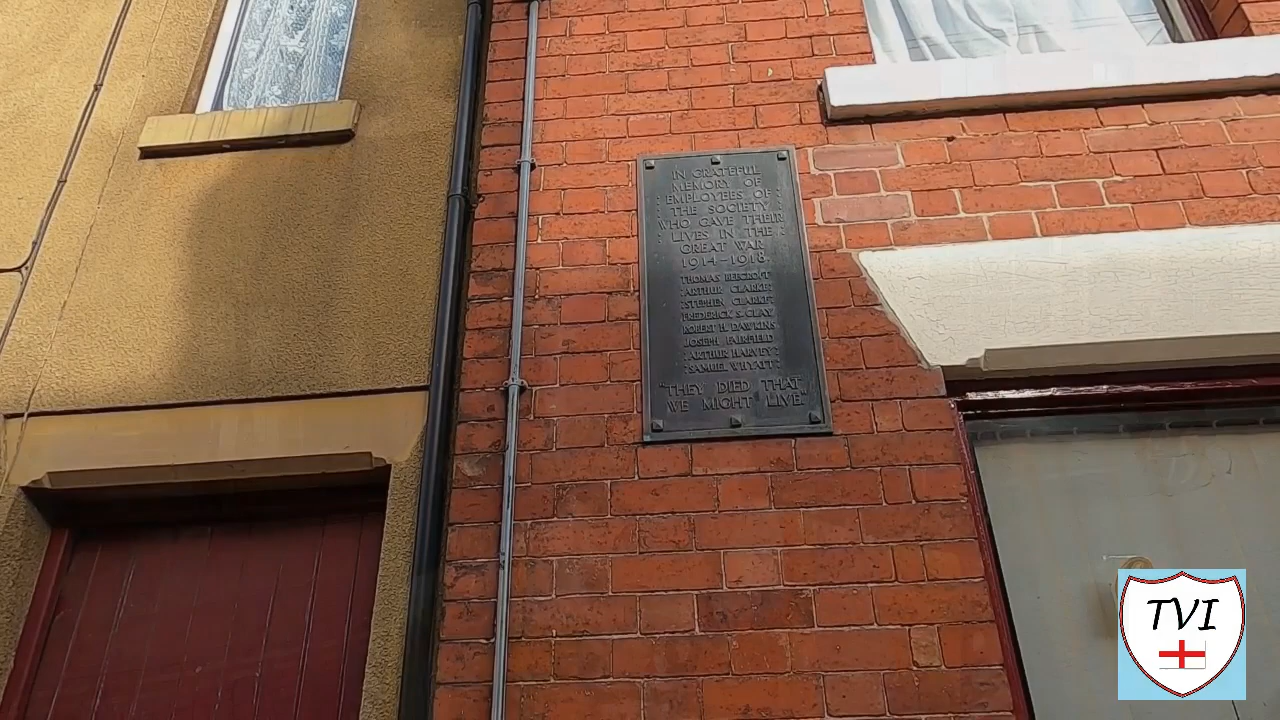 IN GRATEFUL
MEMORY OF
: EMPLOYEES OF :
: THE SOCIETY :
WHO GAVE THEIR
: LIVES IN THE :
GREAT WAR
1914-1918.
THOMAS BEECROFT
:ARTHUR CLARKE:
:STEPHEN CLARKE:
FREDERICK S. CLAY
ROBERT H. DAWKINS
JOSEPH FAIRFIELD
:ARTHUR HARVEY:
:SAMUEL WHYATT:
"THEY DIED THAT
WE MIGHT LIVE."
TVI